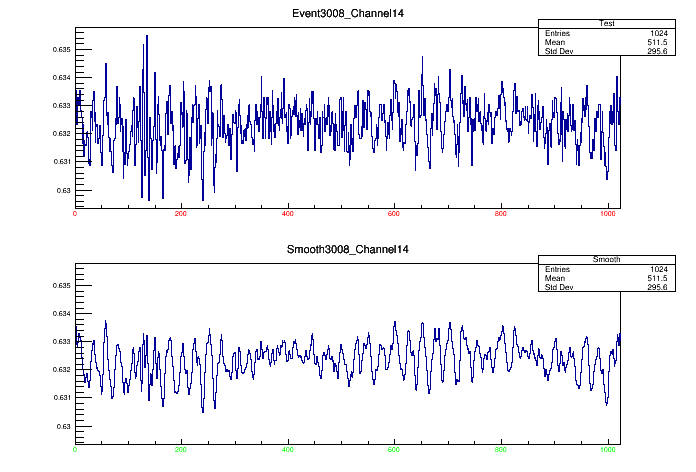 Event3008_Channel14
Test
Entries 1024
Mean 511.5
Std Dev 295.6
0.635
0.634
0.633
0.632
0.631
0.63
0 200 400 600 800 1000
Smooth3008_Channel14
Smooth
Entries 1024
Mean 511.5
Std Dev 295.6
0.635
0.634
0.633
0.632
0.631
0.63
0 200 400 600 800 1000